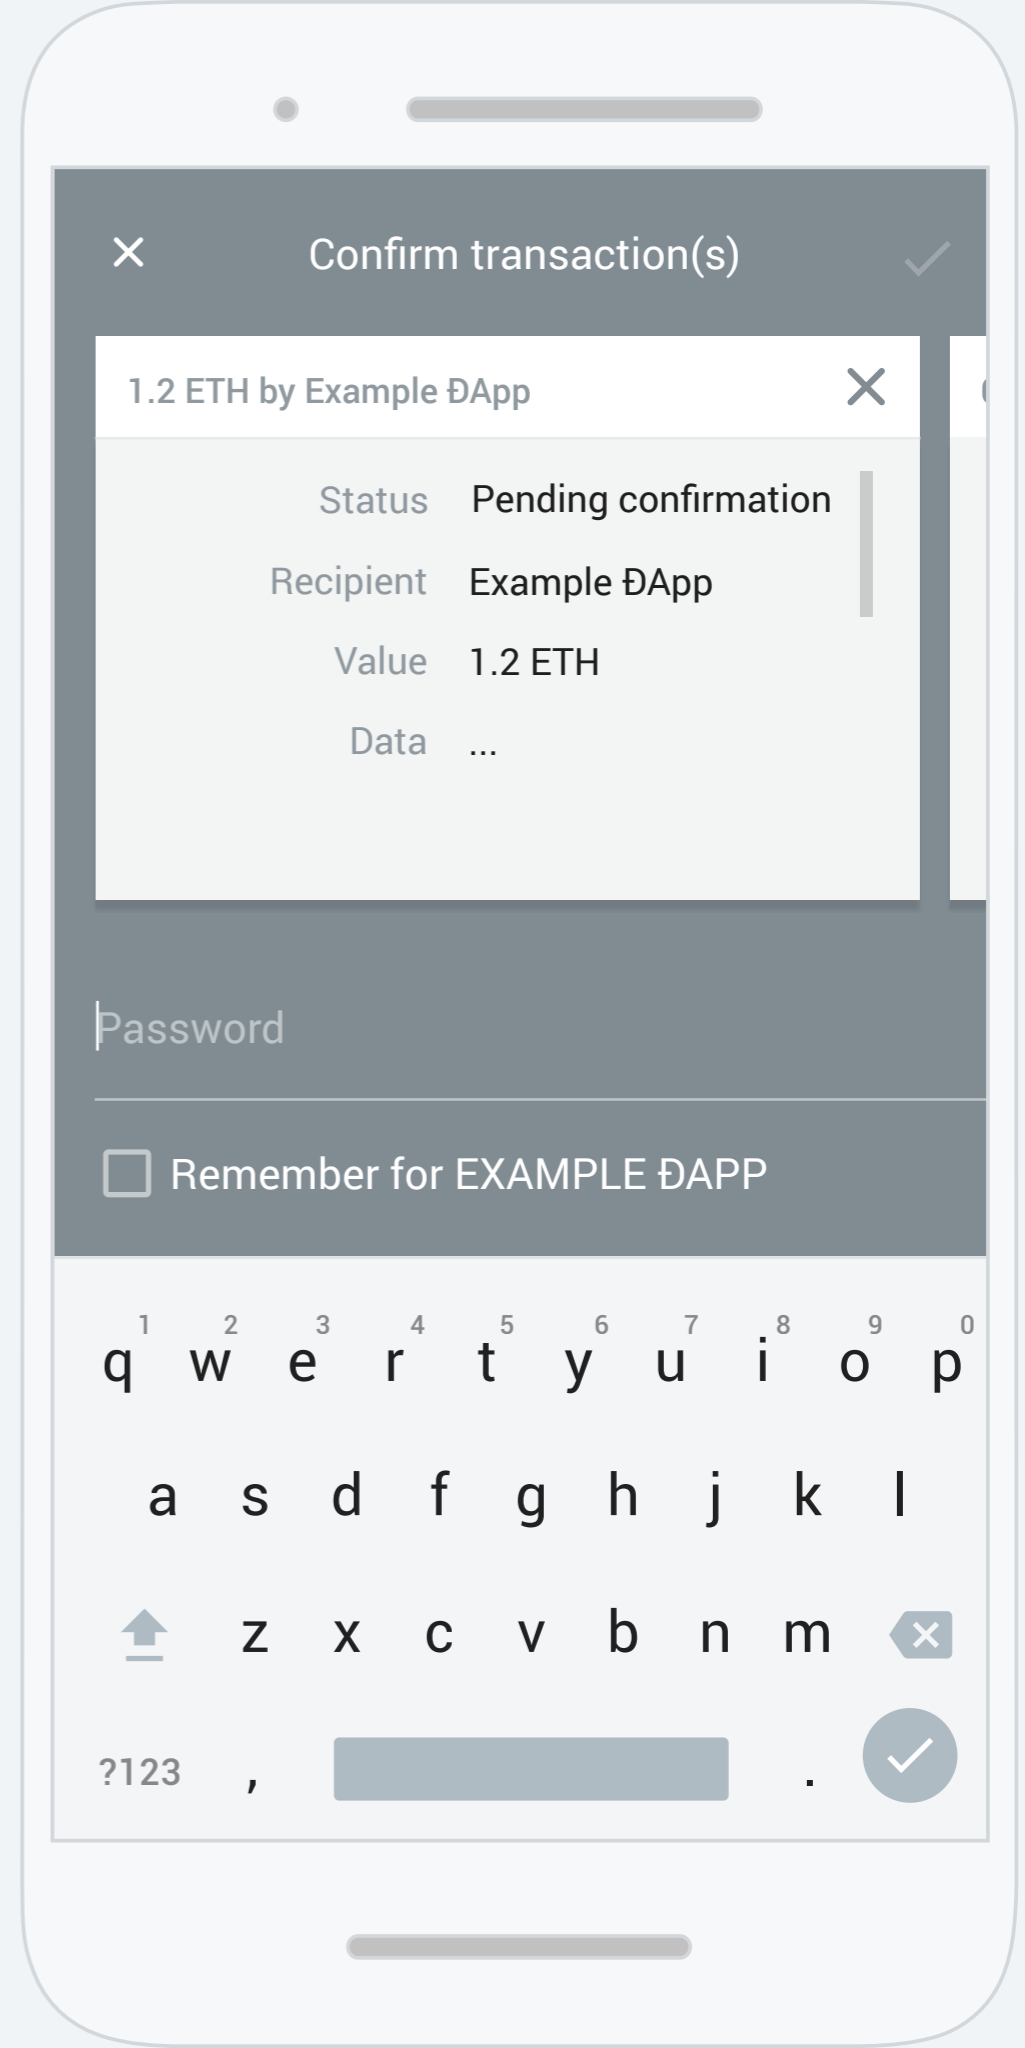 Confirm transaction(s)
1.2 ETH by Example ĐApp
Status Pending confirmation
Recipient Example ĐApp
Value 1.2 ETH
Data ...
Password
Remember for EXAMPLE ĐAPP
1 2 3 4 5 6 7 8 9 0
q w e r t y u i o p
a s d f g h j k l
z x c v b n m
?123 , .